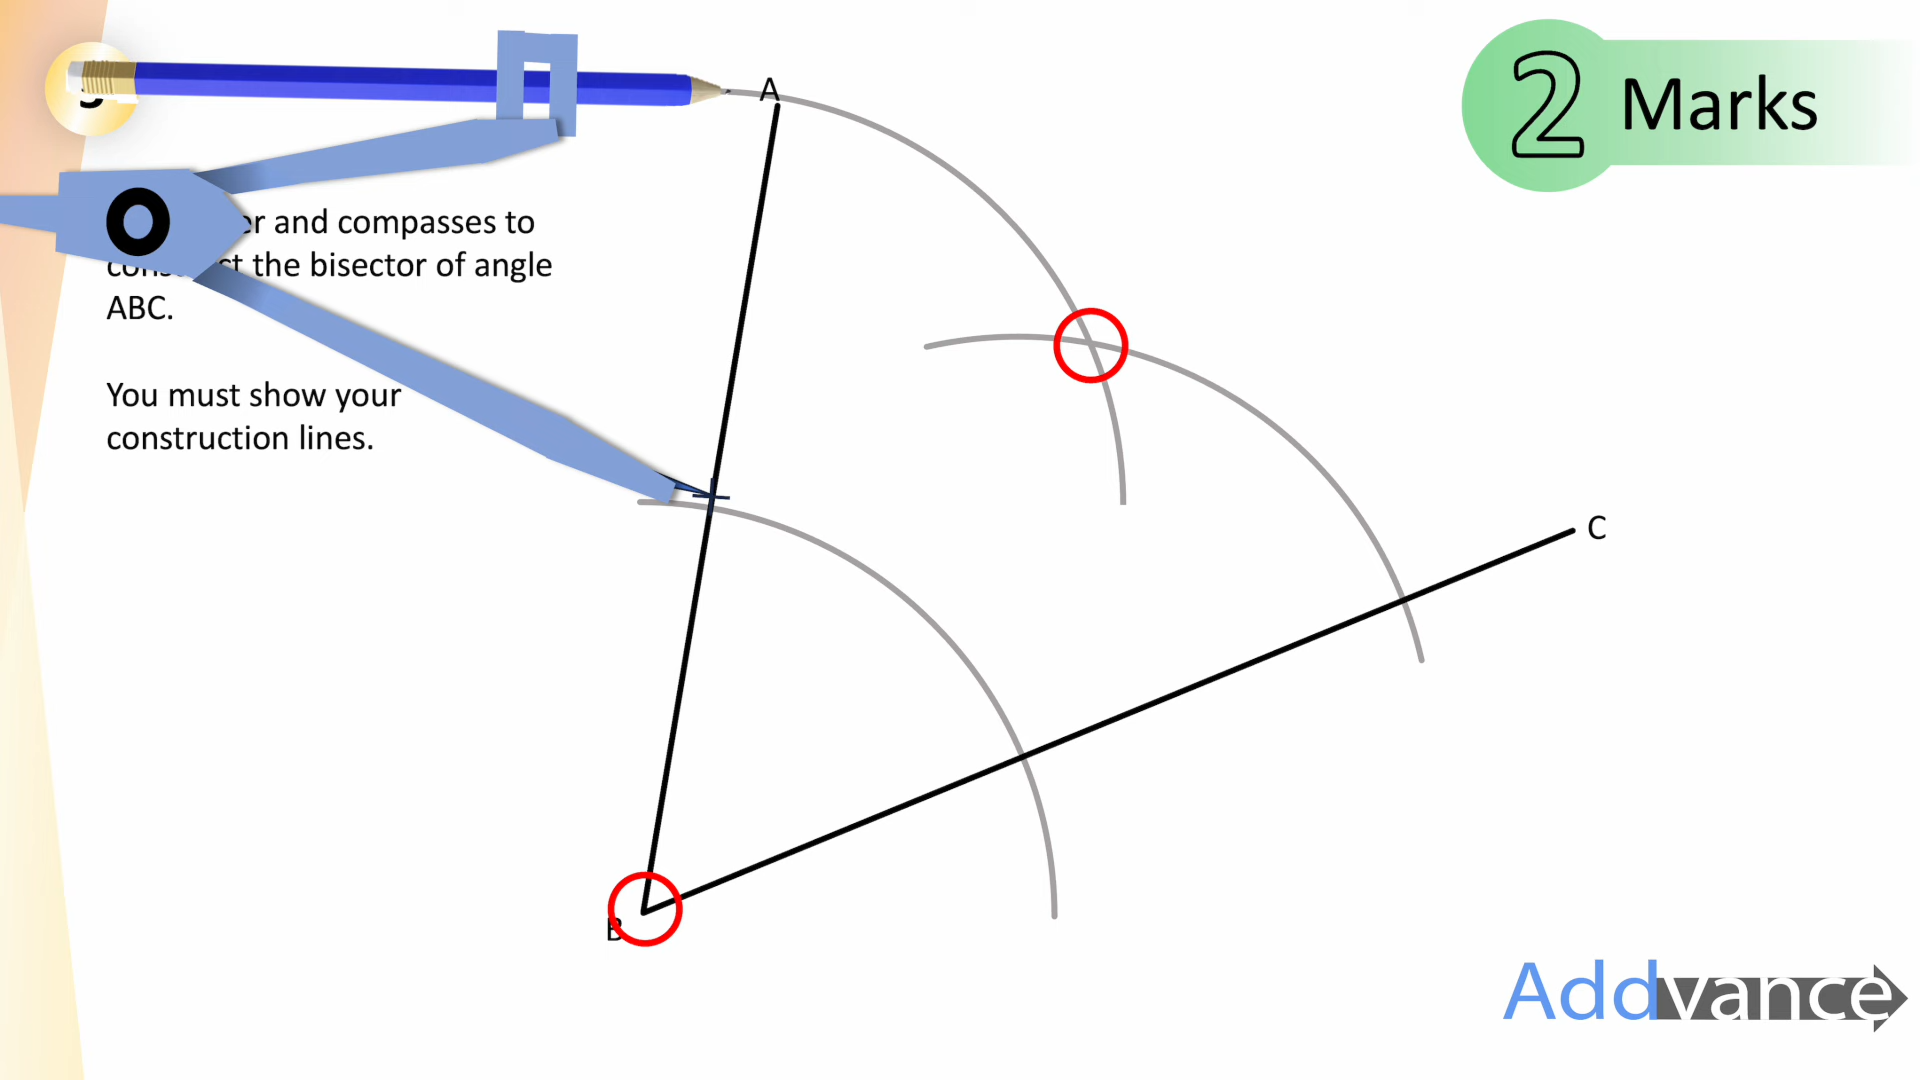 2 Marks
and compasses to
the bisector of angle
ABC.
You must show your
construction lines.
A
C
B
Addvance